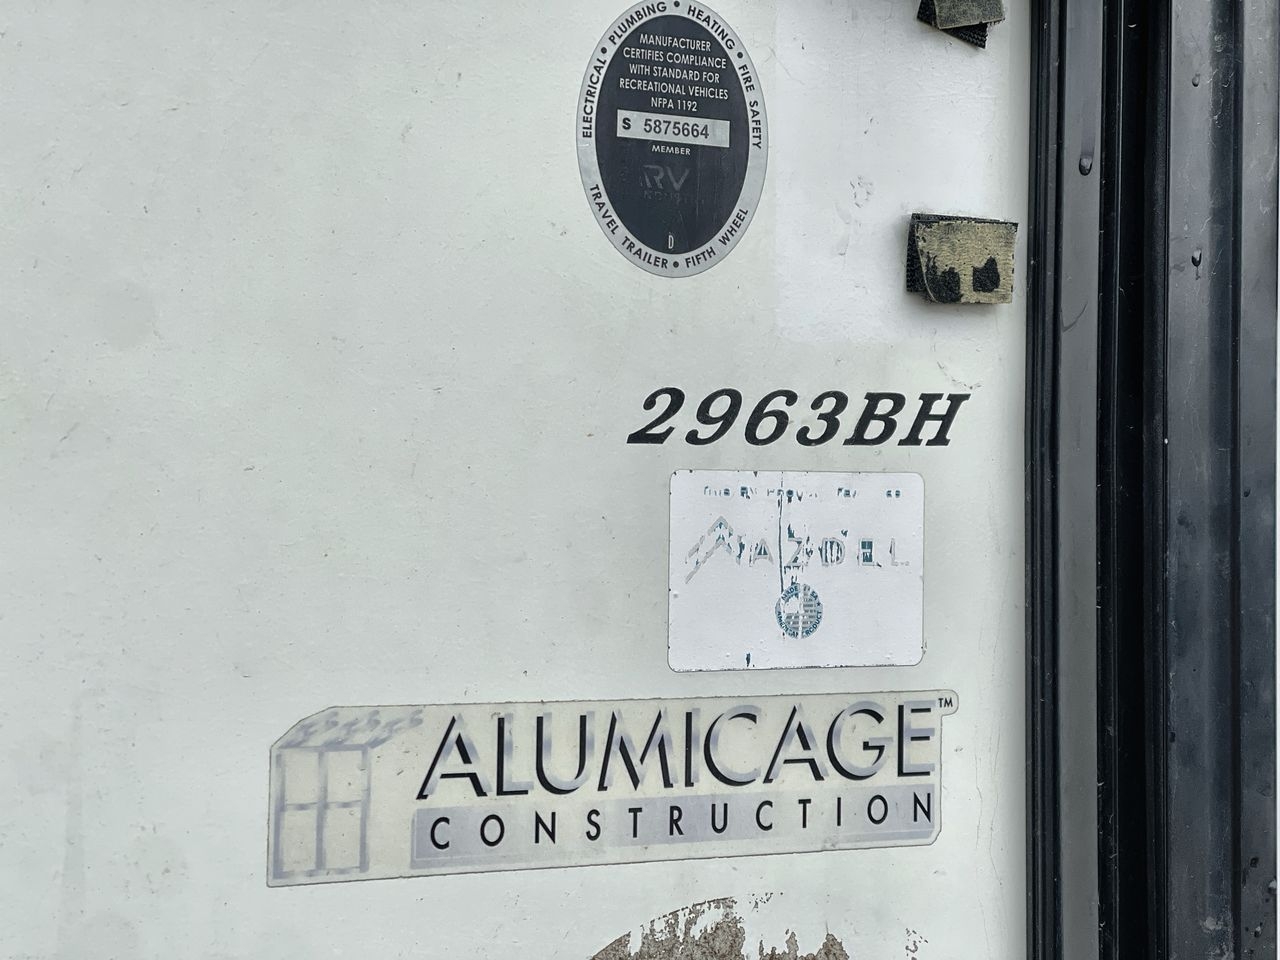 ELECTRICAL • PLUMBING • HEATING • FIRE SAFETY
MANUFACTURER
CERTIFIES COMPLIANCE
WITH STANDARD FOR
RECREATIONAL VEHICLES
NFPA 1192
S 5875664
MEMBER
RV
D
TRAVEL TRAILER • FIFTH WHEEL
2963BH
AZDEL
ALUMICAGE™
CONSTRUCTION